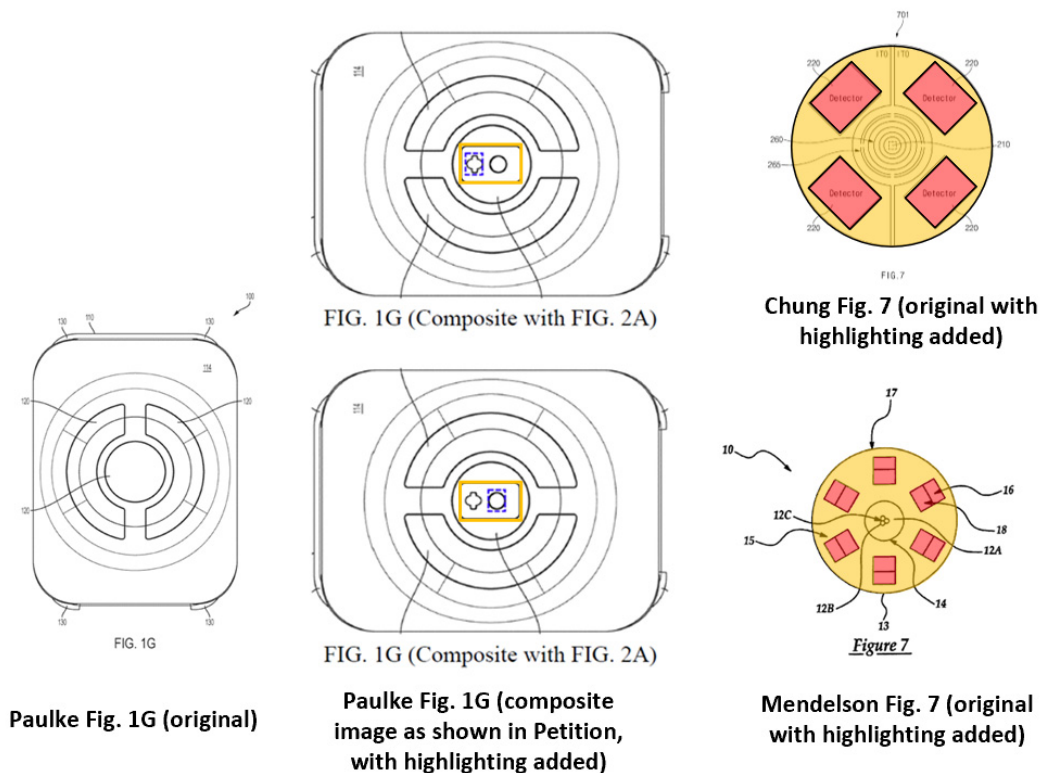 100
110
130
130
114
120
120
120
130
130
FIG. 1G
Paulke Fig. 1G (original)
114
FIG. 1G (Composite with FIG. 2A)
114
FIG. 1G (Composite with FIG. 2A)
Paulke Fig. 1G (composite
image as shown in Petition,
with highlighting added)
701
ITO ITO
220
220
Detector
Detector
260
265
210
Detector
Detector
220
220
FIG.7
Chung Fig. 7 (original with
highlighting added)
17
10
16
12C
18
15
12A
12B
14
13
Figure 7
Mendelson Fig. 7 (original
with highlighting added)